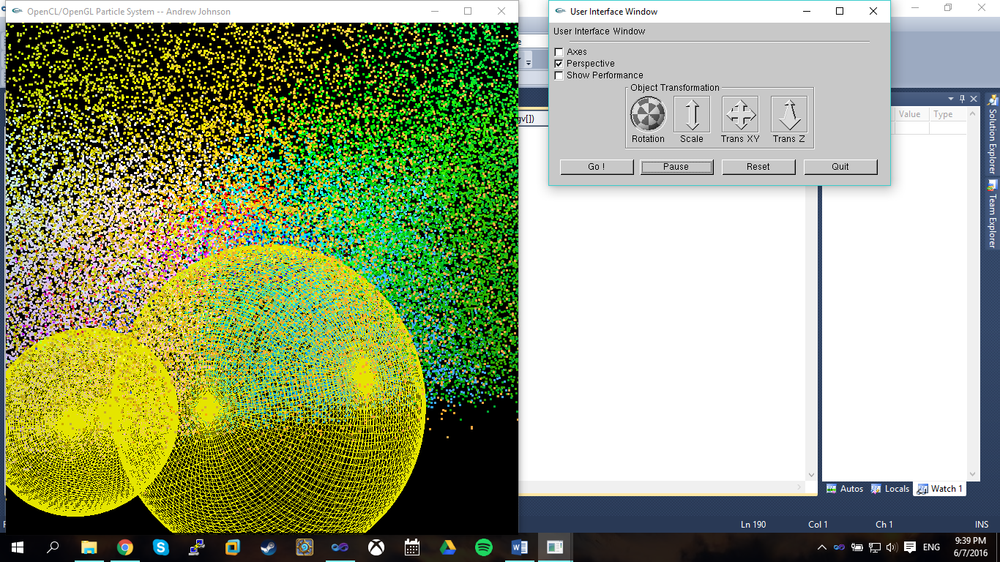 OpenCL/OpenGL Particle System -- Andrew Johnson
User Interface Window
User Interface Window
Axes
Perspective
Show Performance
Object Transformation
Rotation
Scale
Trans XY
Trans Z
Go !
Pause
Reset
Quit
e
gv[])
Value
Type
Solution Explorer
Team Explorer
Autos
Locals
Watch 1
Ln 190
Col 1
Ch 1
INS
ENG
9:39 PM
6/7/2016